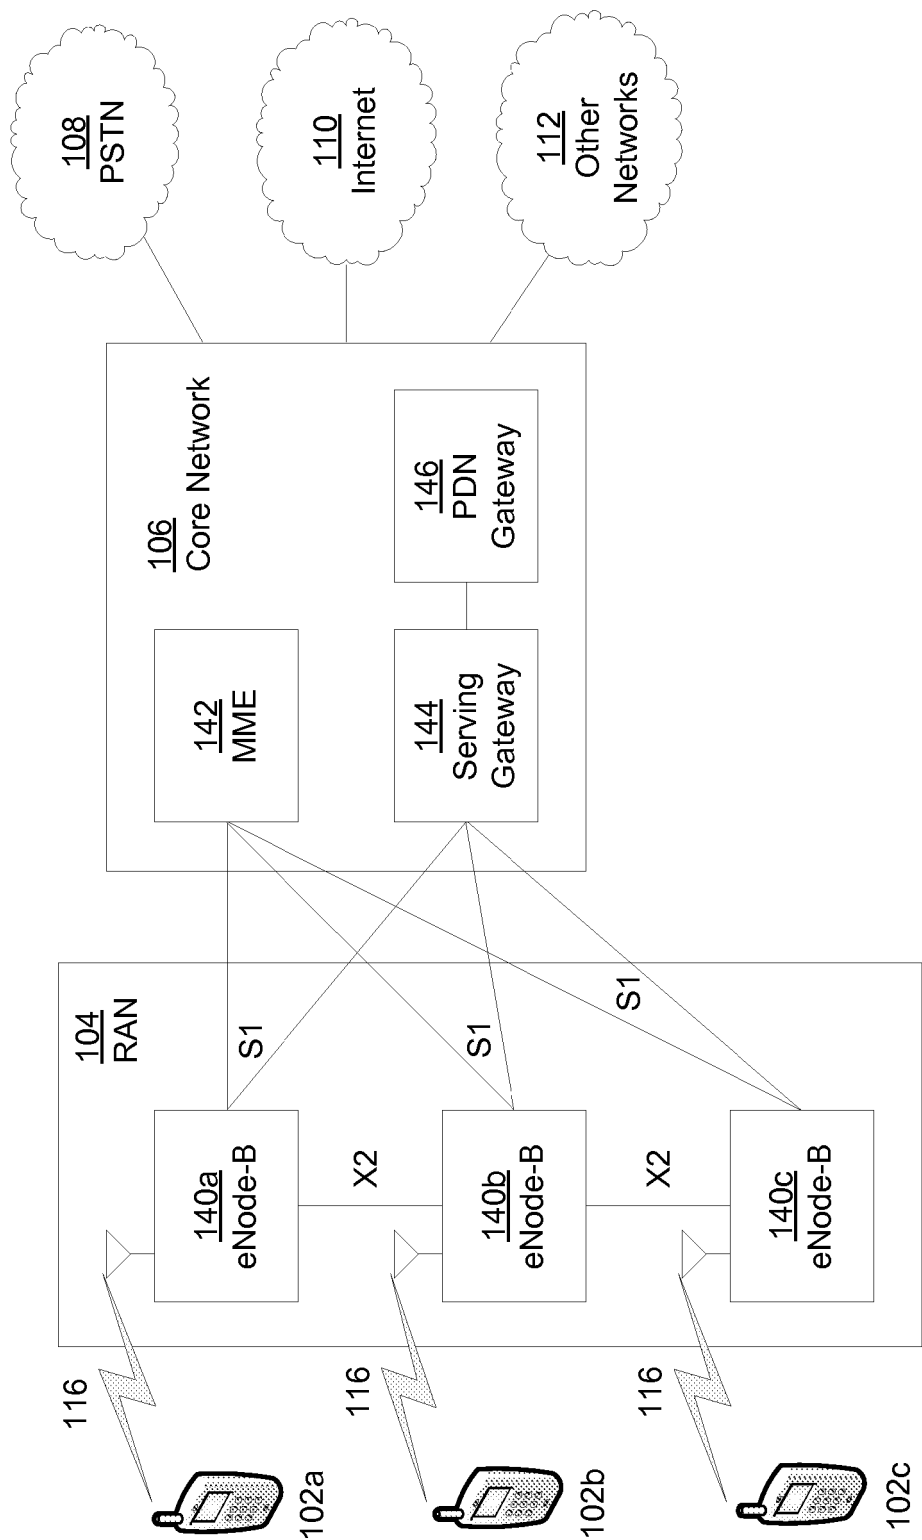 102a
116
104
RAN
140a
eNode-B
S1
X2
102b
116
140b
eNode-B
S1
X2
102c
116
140c
eNode-B
S1
106
Core Network
142
MME
144
Serving
Gateway
146
PDN
Gateway
108
PSTN
110
Internet
112
Other
Networks